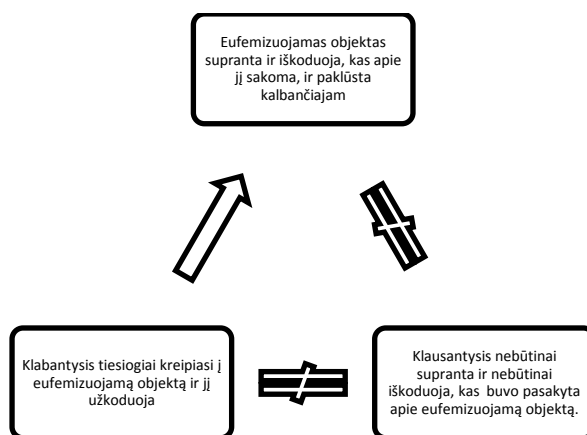 Eufemizuojamas objektas
supranta ir iškoduoja, kas apie
jį sakoma, ir paklūsta
kalbančiajam
Klabantysis tiesiogiai kreipiasi į
eufemizuojamą objektą ir jį
užkoduoja
Klausantysis nebūtinai
supranta ir nebūtinai
iškoduoja, kas buvo pasakyta
apie eufemizuojamą objektą.